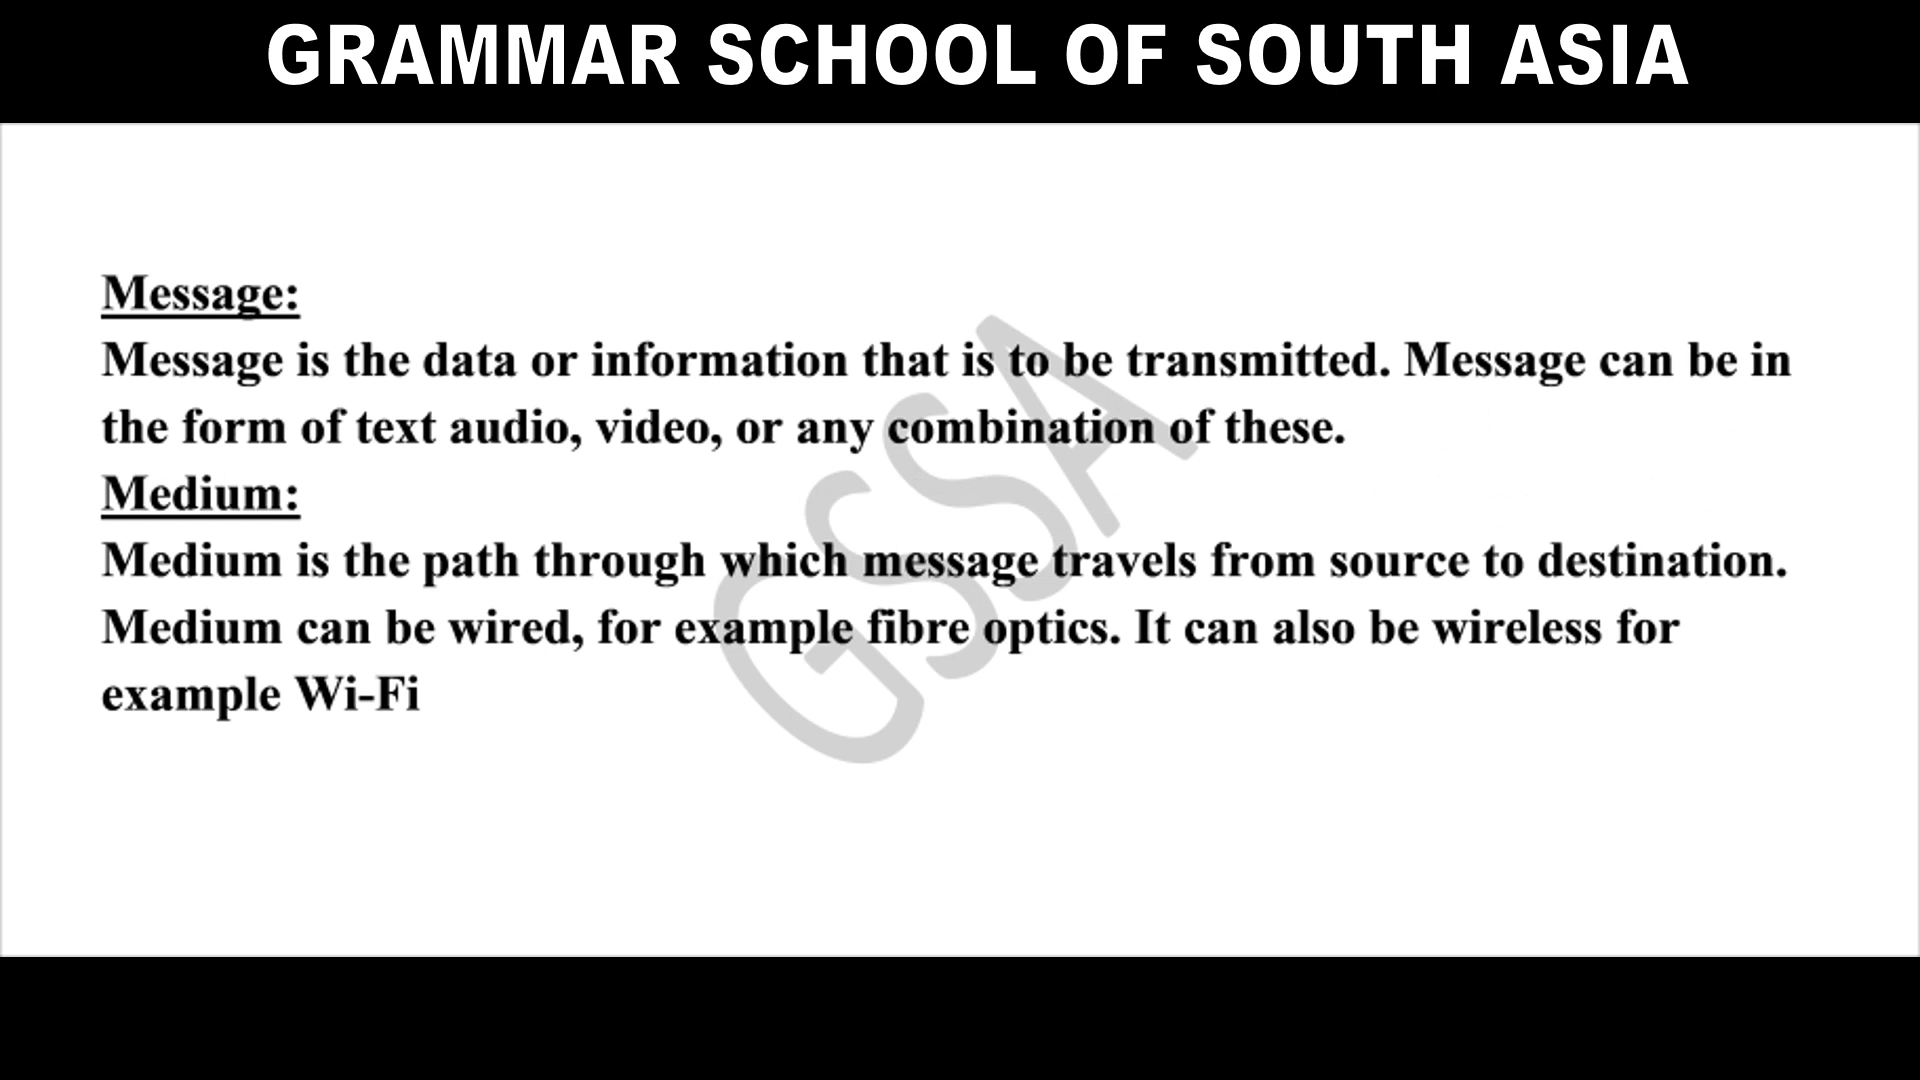 GRAMMAR SCHOOL OF SOUTH ASIA
Message:
Message is the data or information that is to be transmitted. Message can be in
the form of text audio, video, or any combination of these.
Medium:
Medium is the path through which message travels from source to destination.
Medium can be wired, for example fibre optics. It can also be wireless for
example Wi-Fi
GSSA